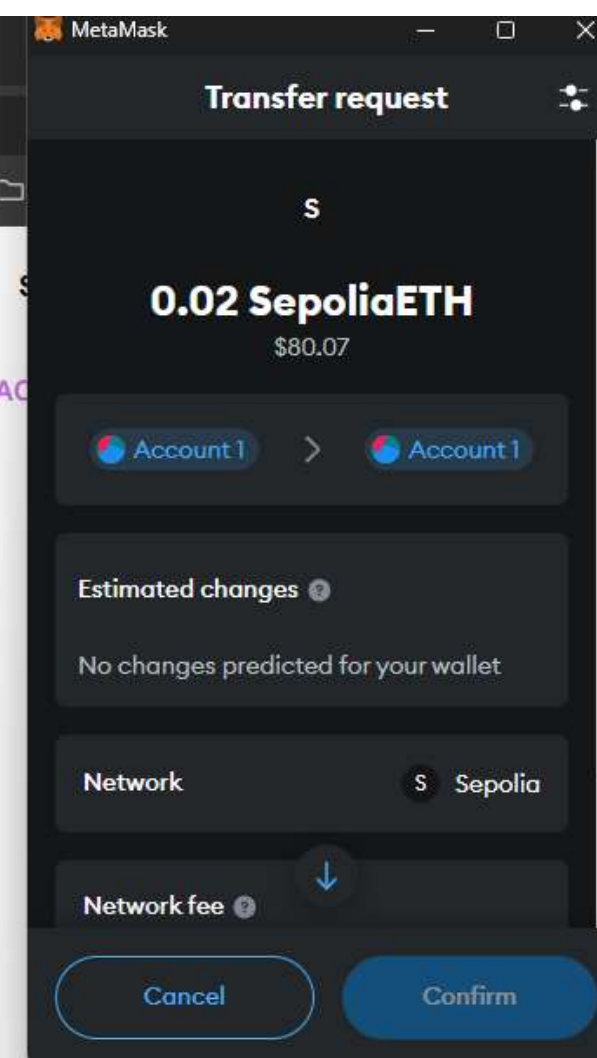 MetaMask
Transfer request
S
0.02 SepoliaETH
$80.07
Account 1 > Account 1
Estimated changes ?
No changes predicted for your wallet
Network S Sepolia
Network fee ?
Cancel Confirm